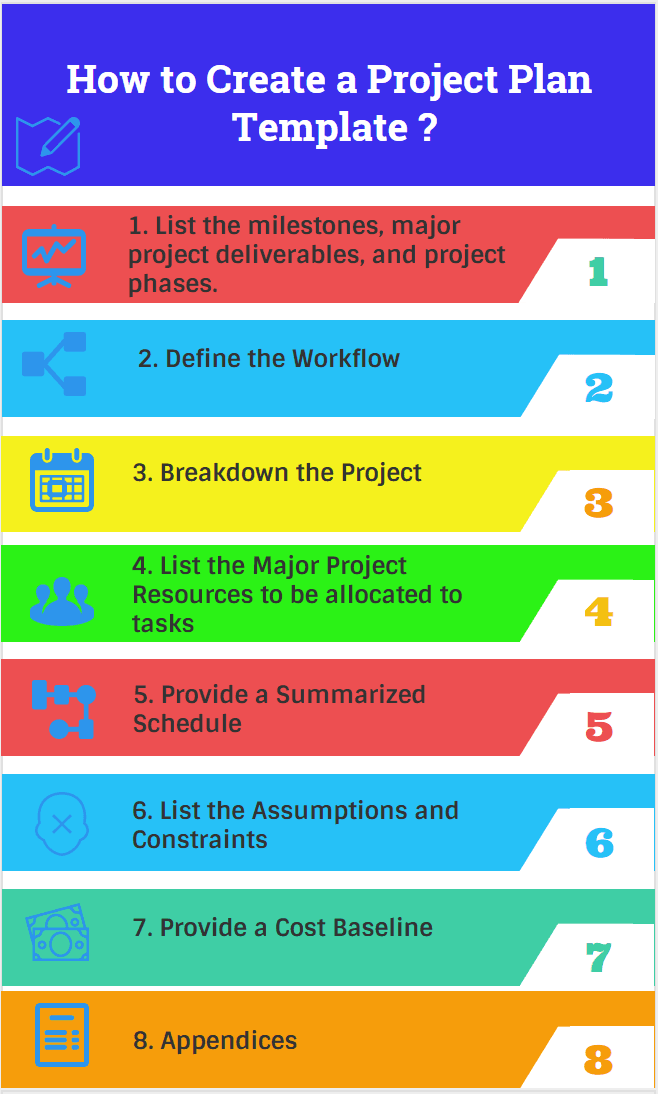 How to Create a Project Plan
Template ?
1. List the milestones, major
project deliverables, and project
phases.
1
2. Define the Workflow
2
3. Breakdown the Project
3
4. List the Major Project
Resources to be allocated to
tasks
4
5. Provide a Summarized
Schedule
5
6. List the Assumptions and
Constraints
6
7. Provide a Cost Baseline
7
8. Appendices
8